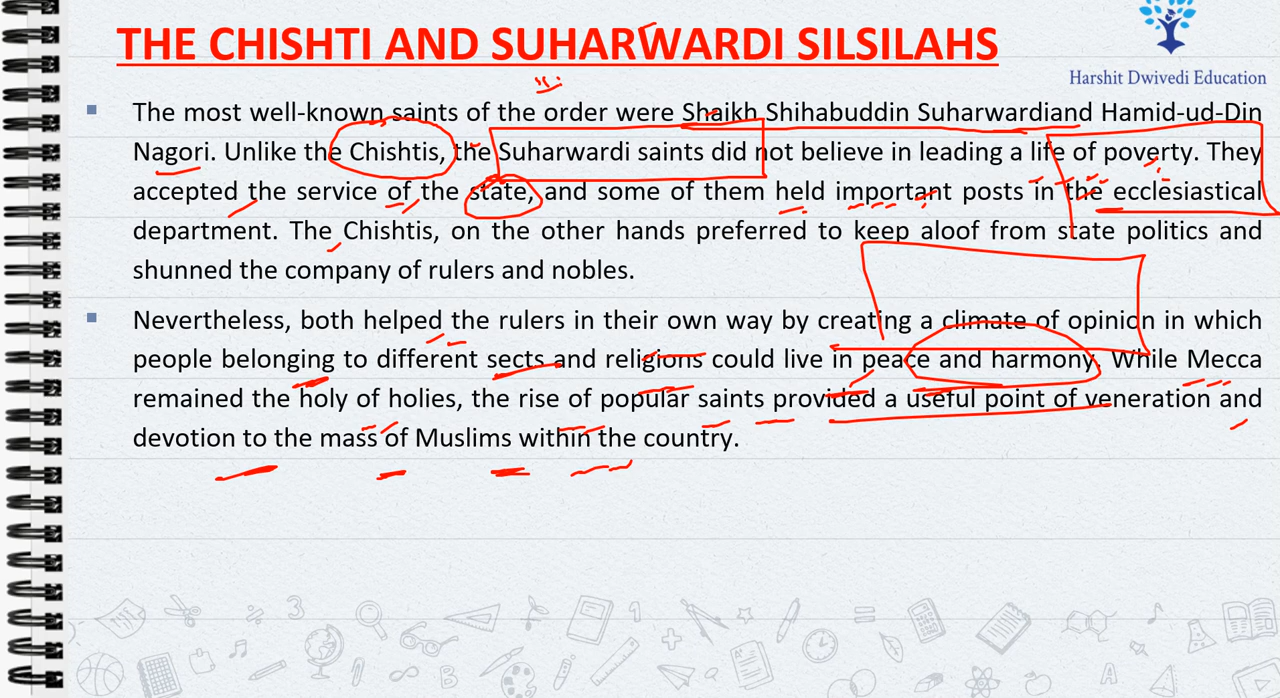 THE CHISHTI AND SUHARWARDI SILSILAHS
Harshit Dwivedi Education
The most well-known saints of the order were Shaikh Shihabuddin Suharwardiand Hamid-ud-Din
Nagori. Unlike the Chishtis, the Suharwardi saints did not believe in leading a life of poverty. They
accepted the service of the state, and some of them held important posts in the ecclesiastical
department. The Chishtis, on the other hands preferred to keep aloof from state politics and
shunned the company of rulers and nobles.
Nevertheless, both helped the rulers in their own way by creating a climate of opinion in which
people belonging to different sects and religions could live in peace and harmony. While Mecca
remained the holy of holies, the rise of popular saints provided a useful point of veneration and
devotion to the mass of Muslims within the country.